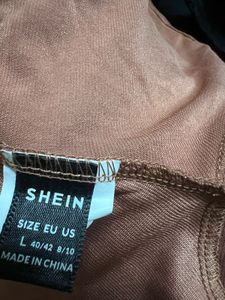 SHEIN
SIZE EU US
L 40/42 8/10
MADE IN CHINA